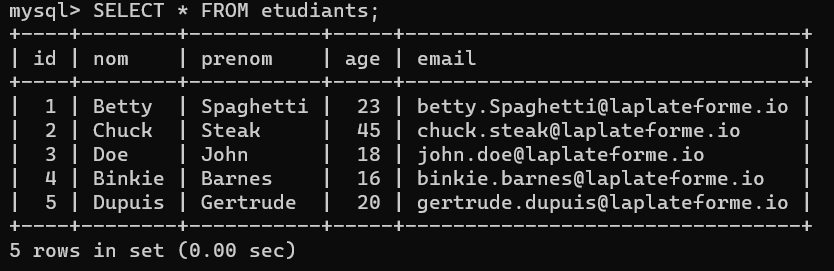 mysql> SELECT * FROM etudiants;
+----+--------+-----------+-----+--------------------------------+
| id | nom    | prenom    | age | email                          |
+----+--------+-----------+-----+--------------------------------+
|  1 | Betty  | Spaghetti |  23 | betty.Spaghetti@laplateforme.io |
|  2 | Chuck  | Steak     |  45 | chuck.steak@laplateforme.io    |
|  3 | Doe    | John      |  18 | john.doe@laplateforme.io       |
|  4 | Binkie | Barnes    |  16 | binkie.barnes@laplateforme.io  |
|  5 | Dupuis | Gertrude  |  20 | gertrude.dupuis@laplateforme.io |
+----+--------+-----------+-----+--------------------------------+
5 rows in set (0.00 sec)